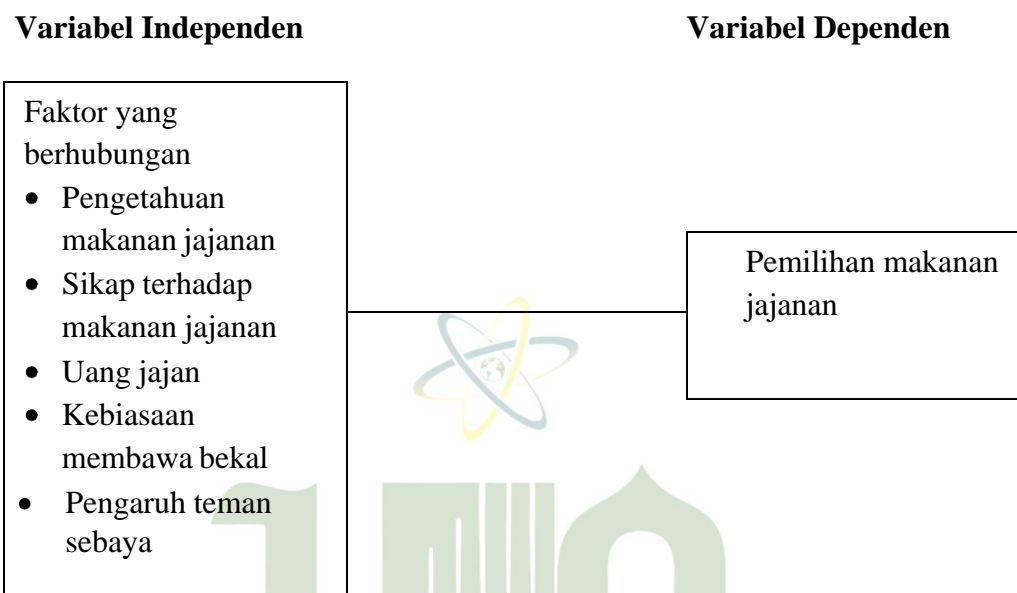 Variabel Independen
Variabel Dependen
Faktor yang
berhubungan
• Pengetahuan
makanan jajanan
• Sikap terhadap
makanan jajanan
• Uang jajan
• Kebiasaan
membawa bekal
• Pengaruh teman
sebaya
Pemilihan makanan
jajanan